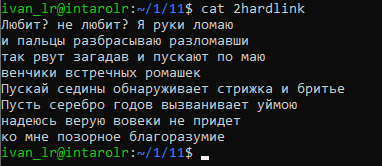 ivan_lr@intarolr:~/1/11$ cat 2hardlink
Любит? не любит? Я руки ломаю
и пальцы разбрасываю разломавши
так рвут загадав и пускают по маю
венчики встречных ромашек
Пускай седины обнаруживает стрижка и бритье
Пусть серебро годов вызванивает уймою
надеюсь верую вовеки не придет
ко мне позорное благоразумие
ivan_lr@intarolr:~/1/11$